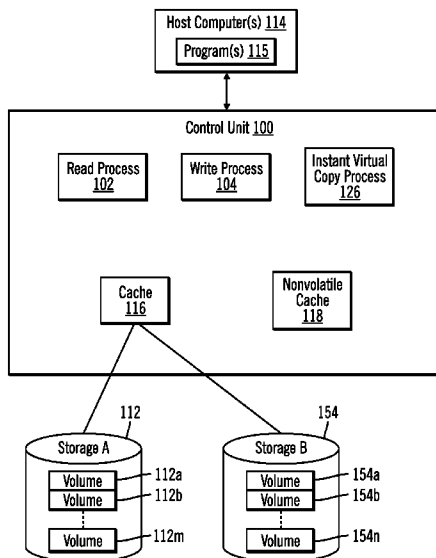 Host Computer(s) 114
Program(s) 115
Control Unit 100
Read Process
102
Write Process
104
Instant Virtual
Copy Process
126
Cache
116
Nonvolatile
Cache
118
112
Storage A
Volume 112a
Volume 112b
Volume 112m
154
Storage B
Volume 154a
Volume 154b
Volume 154n